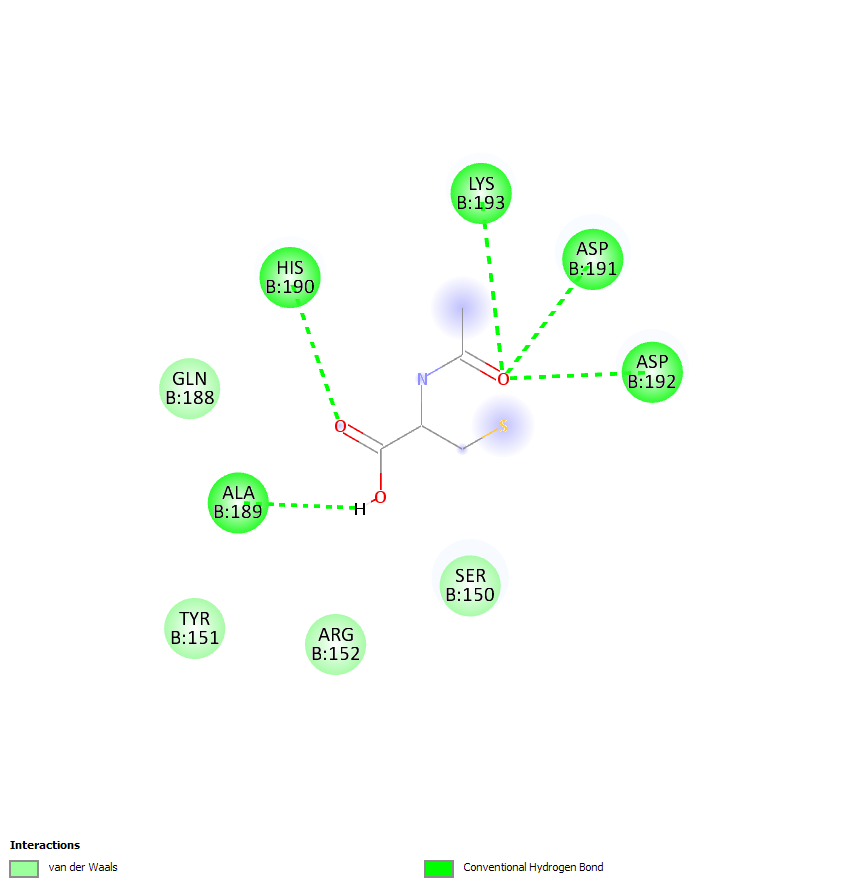 LYS
B:193
ASP
B:191
HIS
B:190
ASP
B:192
GLN
B:188
N
O
O
S
ALA
B:189
O
H
SER
B:150
TYR
B:151
ARG
B:152
Interactions
van der Waals
Conventional Hydrogen Bond